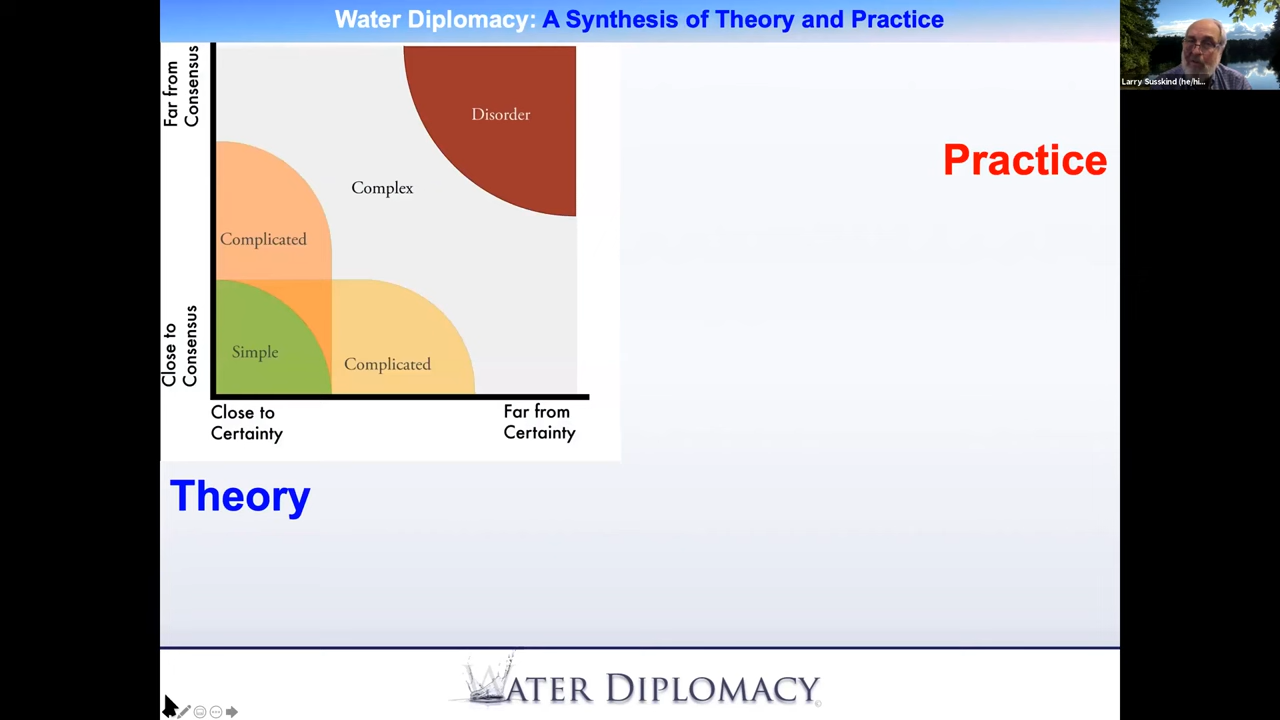 Water Diplomacy: A Synthesis of Theory and Practice
Larry Susskind (he/hi...
Far from
Consensus
Disorder
Practice
Complex
Complicated
Close to
Consensus
Simple
Complicated
Close to
Certainty
Far from
Certainty
Theory
WATER DIPLOMACY